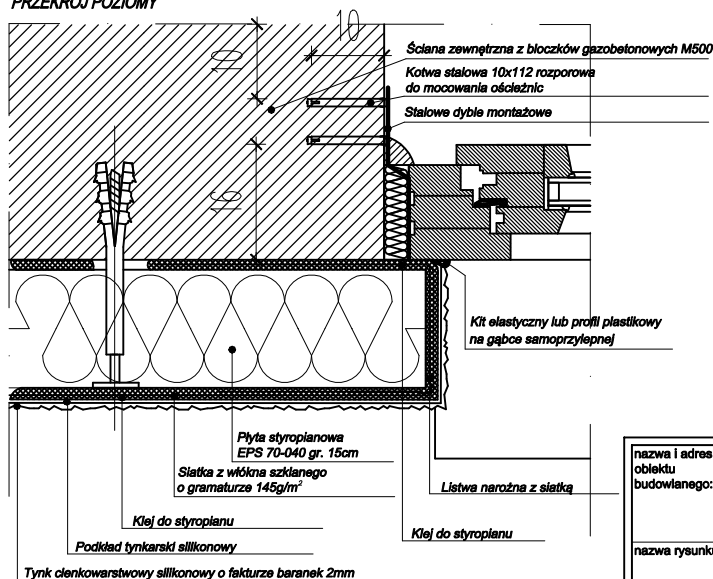 PRZEKRÓJ POZIOMY
10
10
16
Ściana zewnętrzna z bloczków gazobetonowych M500
Kotwa stalowa 10x112 rozporowa
do mocowania ościeżnic
Stalowe dyble montażowe
Kit elastyczny lub profil plastikowy
na gąbce samoprzylepnej
Płyta styropianowa
EPS 70-040 gr. 15cm
Siatka z włókna szklanego
o gramaturze 145g/m²
Listwa narożna z siatką
Klej do styropianu
Klej do styropianu
Podkład tynkarski silikonowy
Tynk cienkowarstwowy silikonowy o fakturze baranek 2mm
nazwa i adres
obiektu
budowlanego: